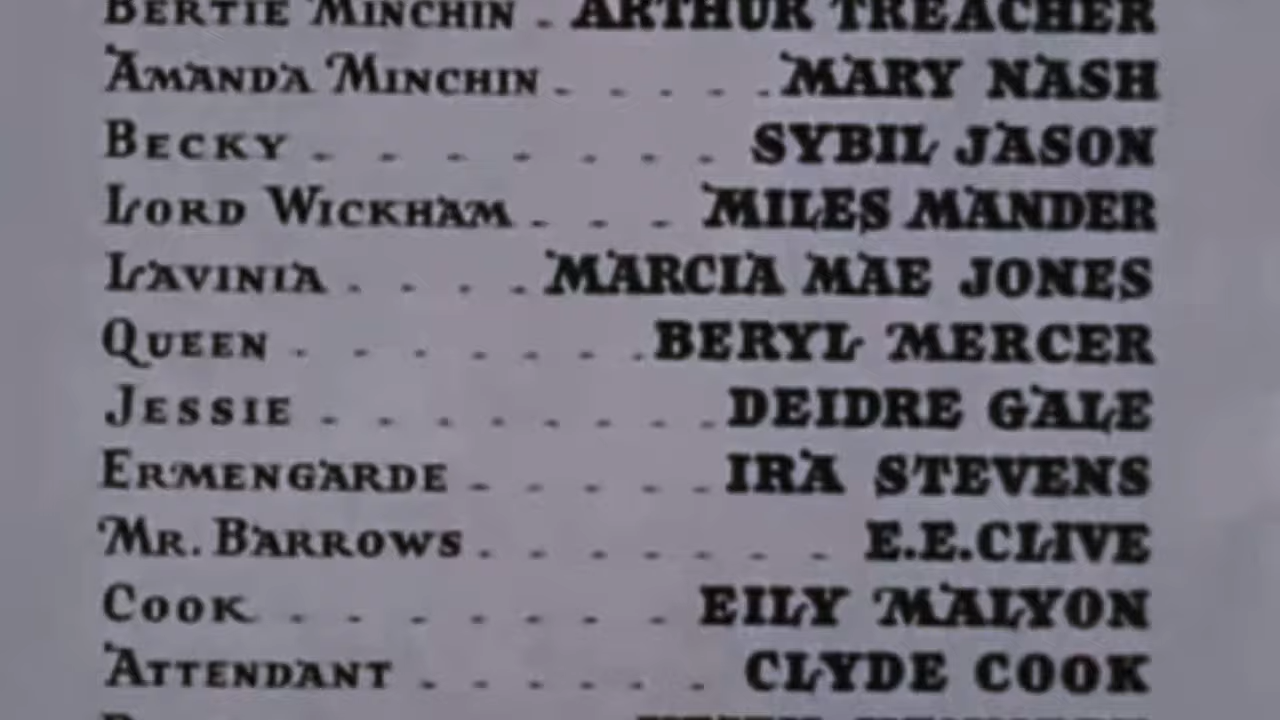 BERTIE MINCHIN . ARTHUR TREACHER
AMANDA MINCHIN . . . . . MARY NASH
BECKY . . . . . . . SYBIL JASON
LORD WICKHAM . . . MILES MANDER
LAVINIA . . . . MARCIA MAE JONES
QUEEN . . . . . . . BERYL MERCER
JESSIE . . . . . . . DEIDRE GALE
ERMENGARDE . . . . . IRA STEVENS
MR. BARROWS . . . . . . . E.E.CLIVE
COOK . . . . . . . EILY MALYON
ATTENDANT . . . . . . CLYDE COOK